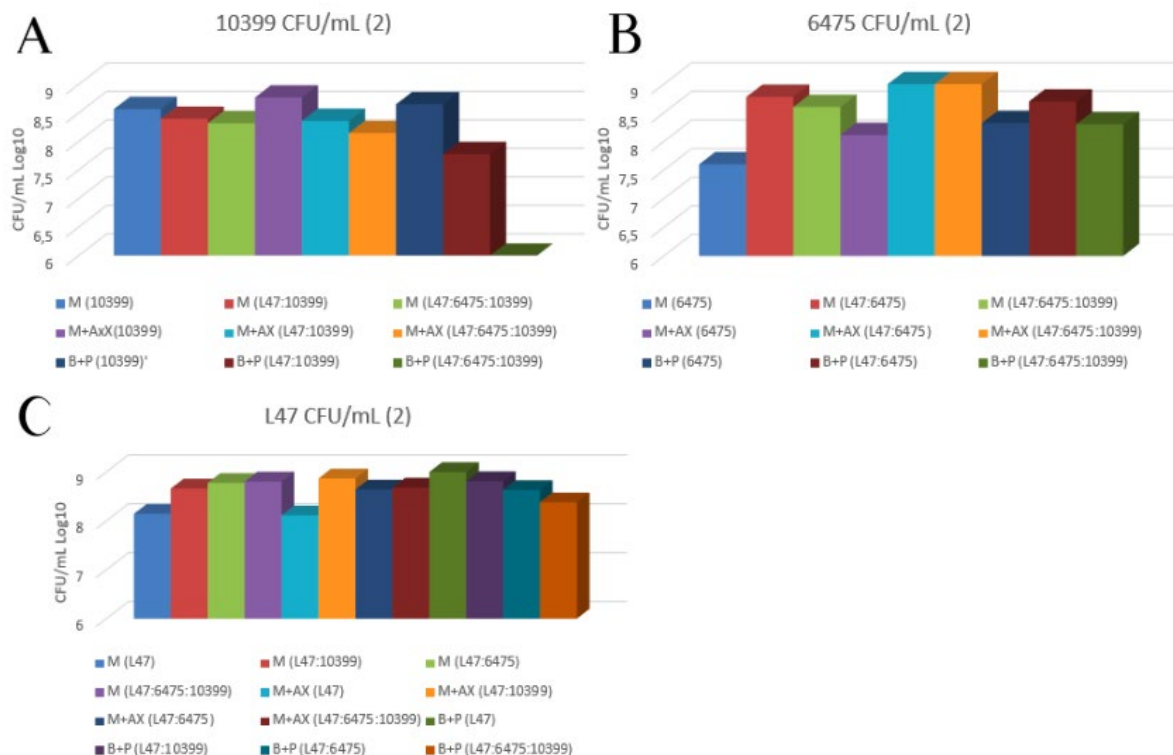 A
10399 CFU/mL (2)
CFU/mL Log10
9
8,5
8
7,5
7
6,5
6
M (10399) M (L47:10399) M (L47:6475:10399)
M+AxX(10399) M+AX (L47:10399) M+AX (L47:6475:10399)
B+P (10399)' B+P (L47:10399) B+P (L47:6475:10399)
B
6475 CFU/mL (2)
CFU/mL Log10
9
8,5
8
7,5
7
6,5
6
M (6475) M (L47:6475) M (L47:6475:10399)
M+AX (6475) M+AX (L47:6475) M+AX (L47:6475:10399)
B+P (6475) B+P (L47:6475) B+P (L47:6475:10399)
C
L47 CFU/mL (2)
CFU/mL Log10
9
8
7
6
M (L47) M (L47:10399) M (L47:6475)
M (L47:6475:10399) M+AX (L47) M+AX (L47:10399)
M+AX (L47:6475) M+AX (L47:6475:10399) B+P (L47)
B+P (L47:10399) B+P (L47:6475) B+P (L47:6475:10399)